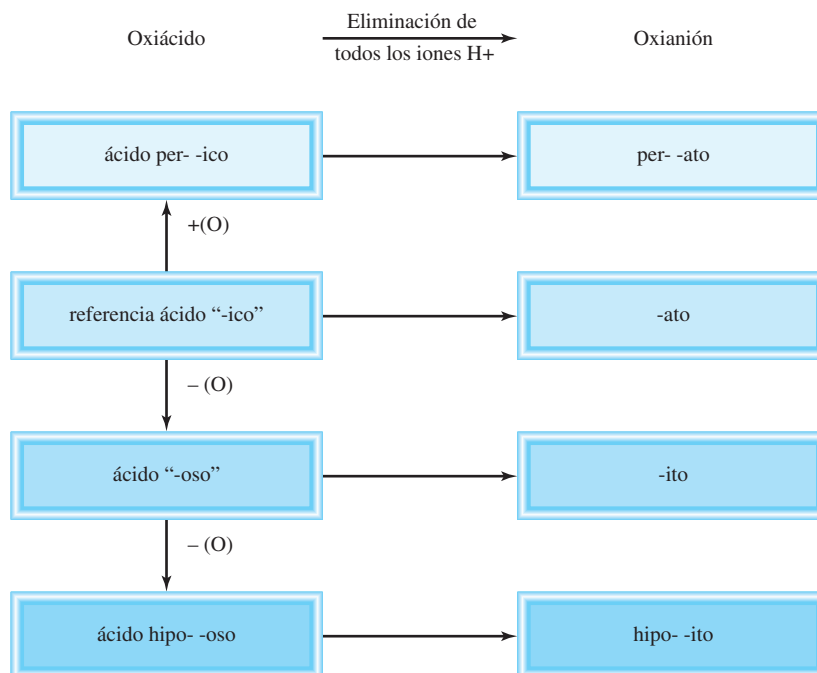 Oxiácido
Eliminación de
todos los iones H+
Oxianión
ácido per- -ico
per- -ato
+(O)
referencia ácido “-ico”
-ato
– (O)
ácido “-oso”
-ito
– (O)
ácido hipo- -oso
hipo- -ito